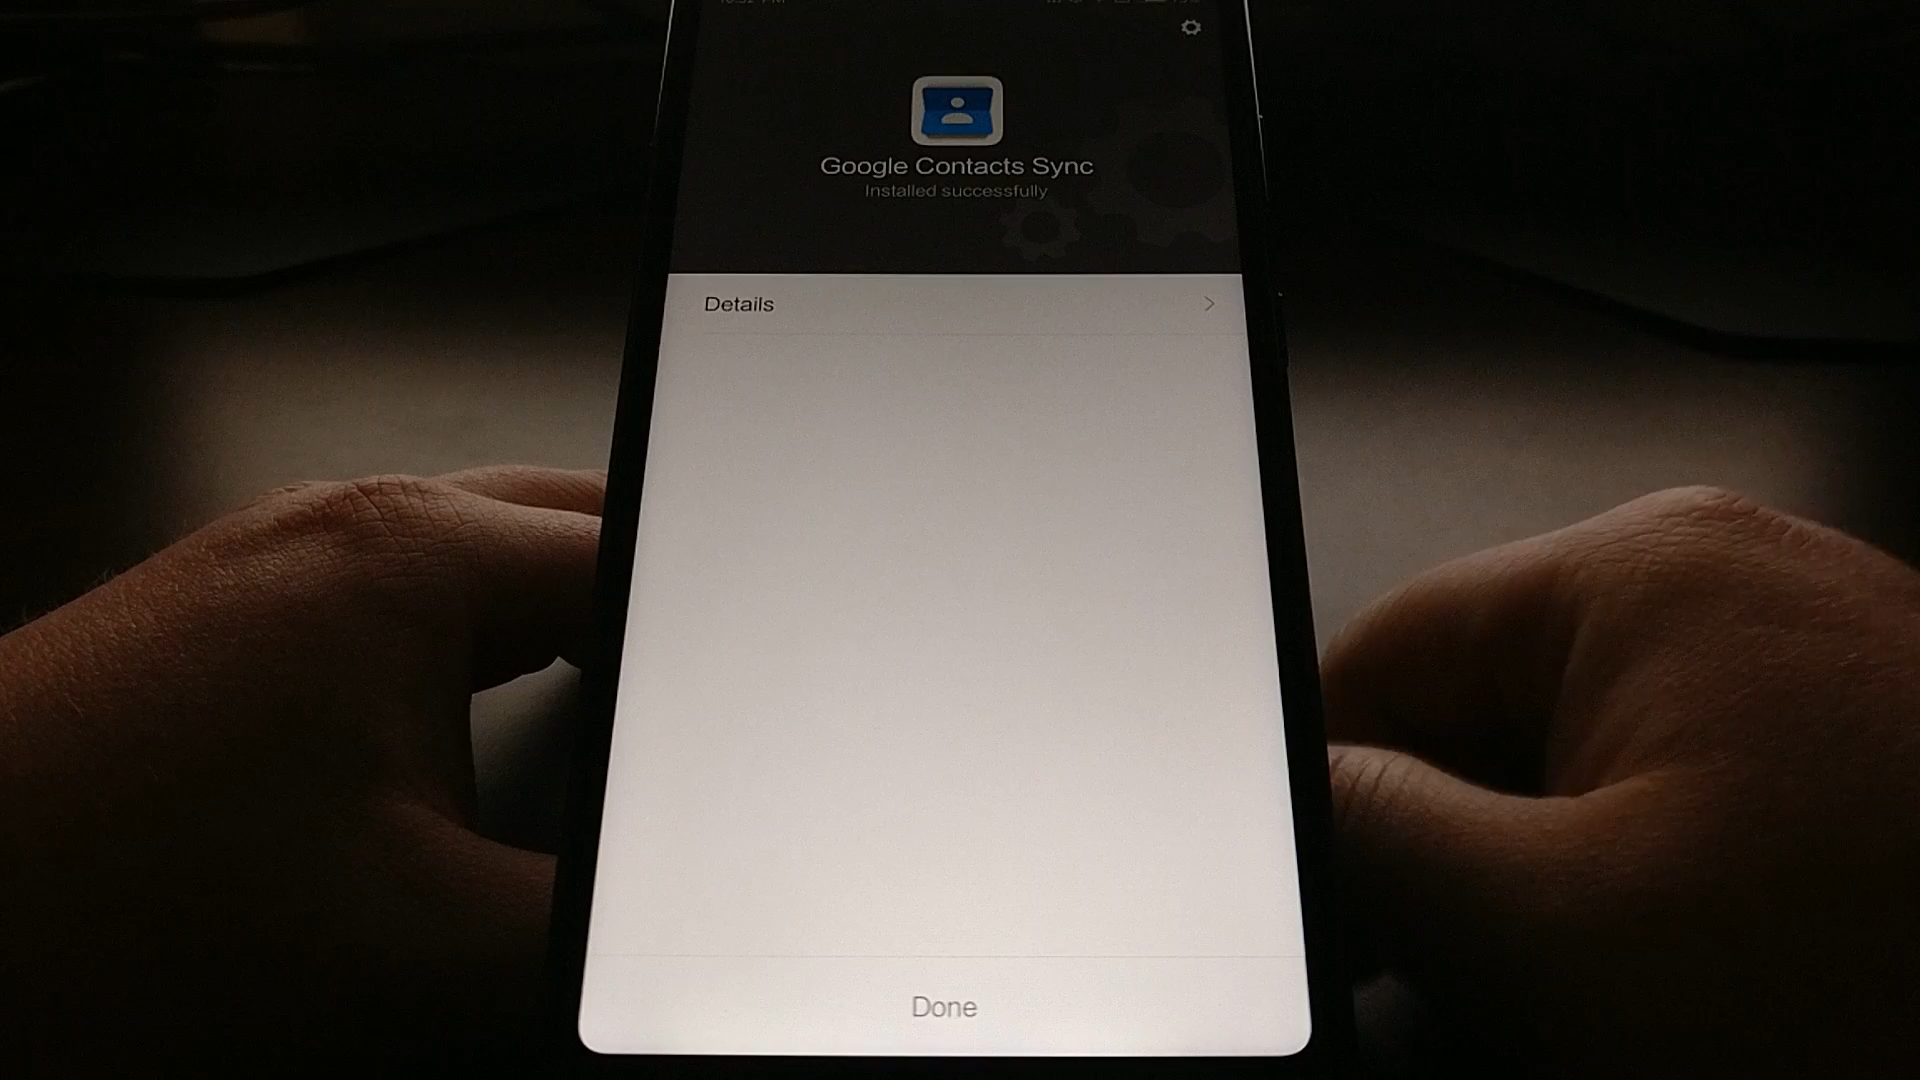 Google Contacts Sync
Installed successfully
Details
Done